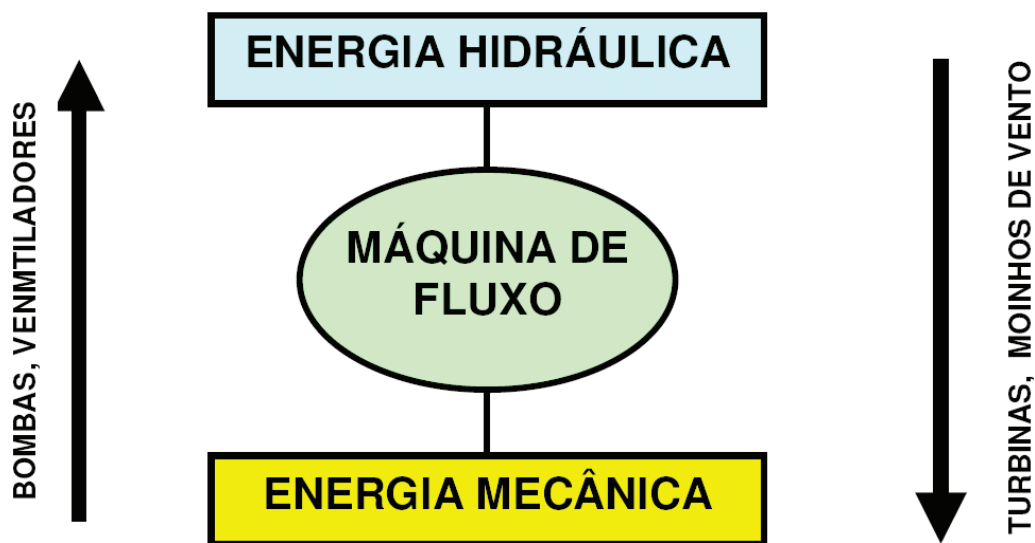 ENERGIA HIDRÁULICA
BOMBAS, VENMTILADORES
MÁQUINA DE
FLUXO
TURBINAS, MOINHOS DE VENTO
ENERGIA MECÂNICA